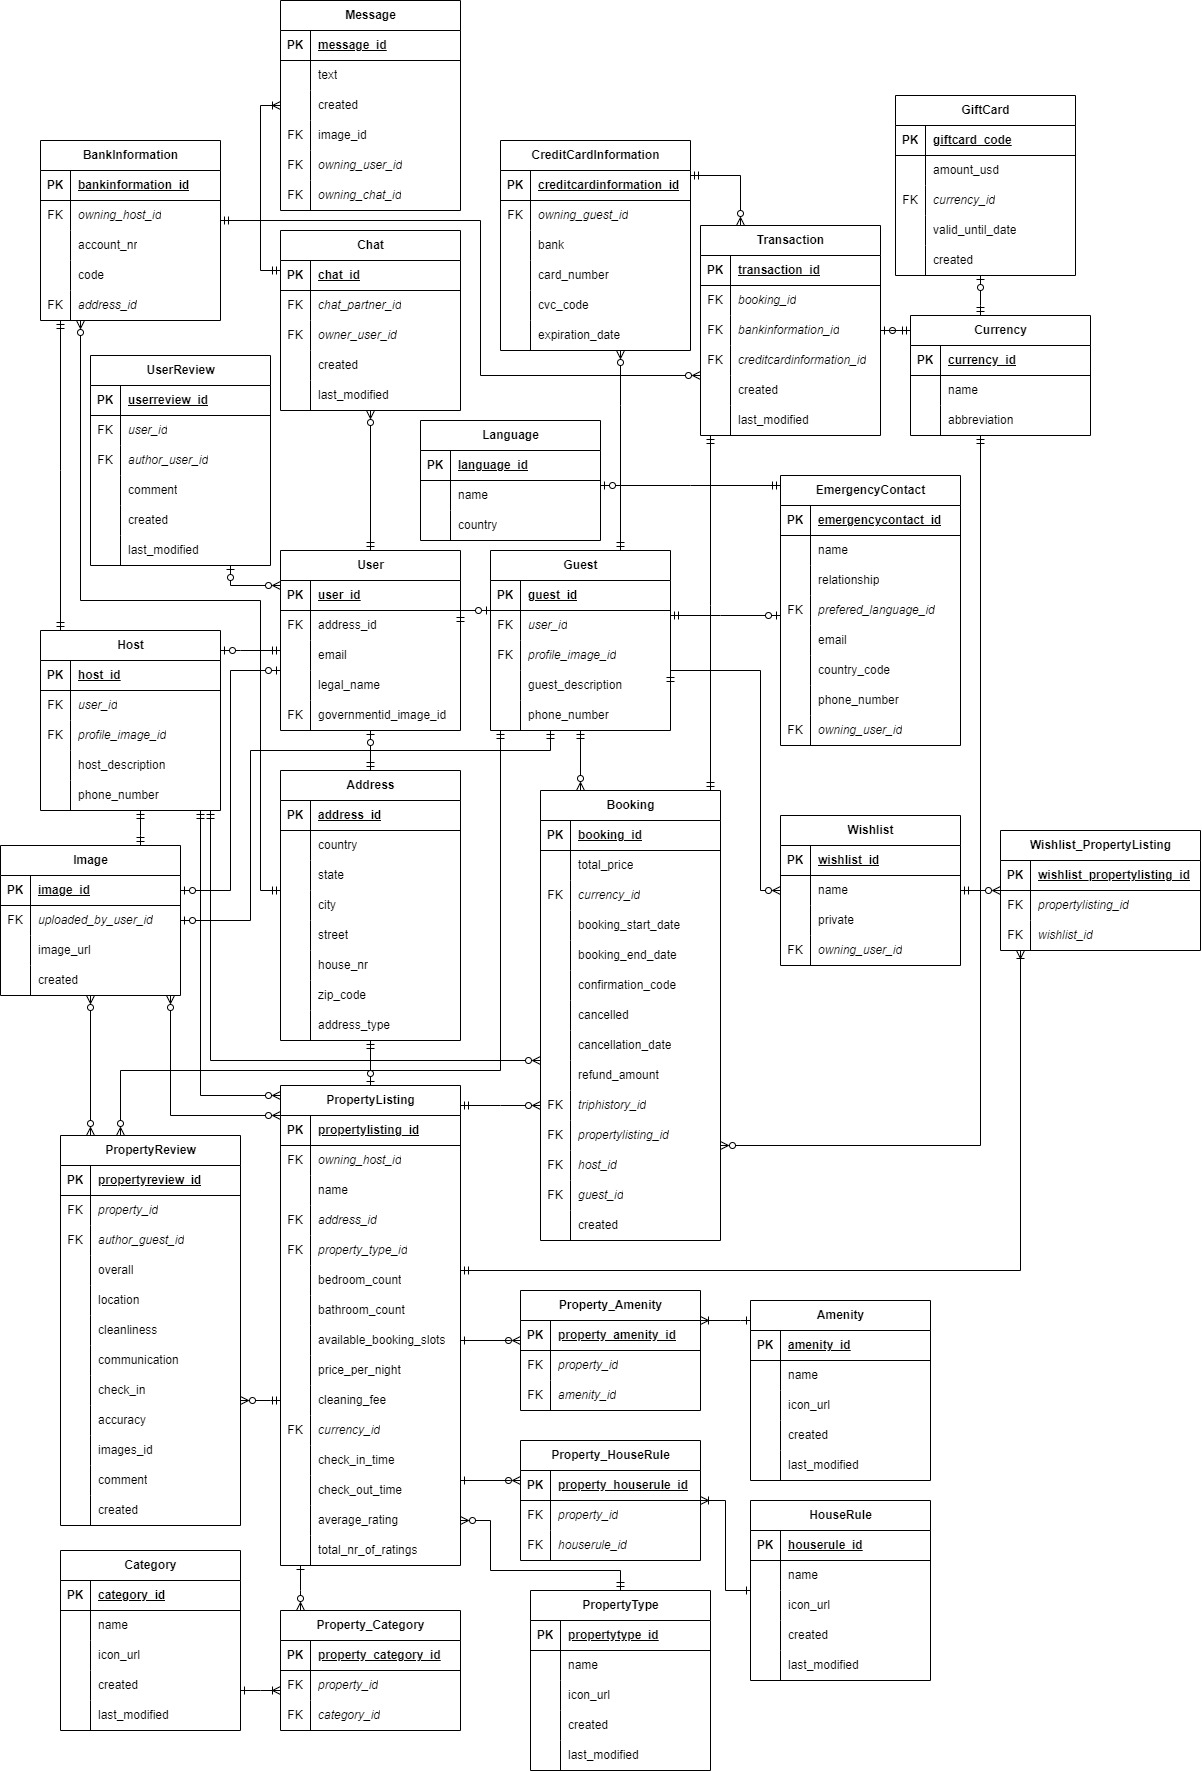 Message
PK message_id
text
created
FK image_id
FK owning_user_id
FK owning_chat_id
GiftCard
PK giftcard_code
amount_usd
FK currency_id
valid_until_date
created
BankInformation
PK bankinformation_id
FK owning_host_id
account_nr
code
FK address_id
CreditCardInformation
PK creditcardinformation_id
FK owning_guest_id
bank
card_number
cvc_code
expiration_date
Transaction
PK transaction_id
FK booking_id
FK bankinformation_id
FK creditcardinformation_id
created
last_modified
Chat
PK chat_id
FK chat_partner_id
FK owner_user_id
created
last_modified
Currency
PK currency_id
name
abbreviation
UserReview
PK userreview_id
FK user_id
FK author_user_id
comment
created
last_modified
Language
PK language_id
name
country
EmergencyContact
PK emergencycontact_id
name
relationship
FK prefered_language_id
email
country_code
phone_number
FK owning_user_id
User
PK user_id
FK address_id
email
legal_name
FK governmentid_image_id
Guest
PK guest_id
FK user_id
FK profile_image_id
guest_description
phone_number
Host
PK host_id
FK user_id
FK profile_image_id
host_description
phone_number
Address
PK address_id
country
state
city
street
house_nr
zip_code
address_type
Booking
PK booking_id
total_price
FK currency_id
booking_start_date
booking_end_date
confirmation_code
cancelled
cancellation_date
refund_amount
FK triphistory_id
FK propertylisting_id
FK host_id
FK guest_id
created
Wishlist
PK wishlist_id
name
private
FK owning_user_id
Wishlist_PropertyListing
PK wishlist_propertylisting_id
FK propertylisting_id
FK wishlist_id
Image
PK image_id
FK uploaded_by_user_id
image_url
created
PropertyListing
PK propertylisting_id
FK owning_host_id
name
FK address_id
FK property_type_id
bedroom_count
bathroom_count
available_booking_slots
price_per_night
cleaning_fee
FK currency_id
check_in_time
check_out_time
average_rating
total_nr_of_ratings
PropertyReview
PK propertyreview_id
FK property_id
FK author_guest_id
overall
location
cleanliness
communication
check_in
accuracy
images_id
comment
created
Property_Amenity
PK property_amenity_id
FK property_id
FK amenity_id
Amenity
PK amenity_id
name
icon_url
created
last_modified
Property_HouseRule
PK property_houserule_id
FK property_id
FK houserule_id
HouseRule
PK houserule_id
name
icon_url
created
last_modified
Category
PK category_id
name
icon_url
created
last_modified
Property_Category
PK property_category_id
FK property_id
FK category_id
PropertyType
PK propertytype_id
name
icon_url
created
last_modified